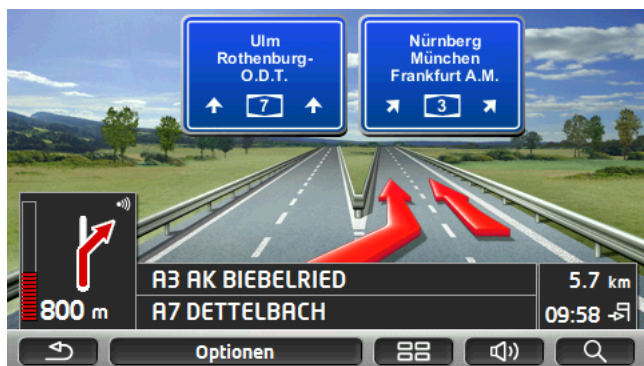 Ulm
Rothenburg-
O.D.T.
7
Nürnberg
München
Frankfurt A.M.
3
800 m
A3 AK BIEBELRIED
5.7 km
A7 DETTELBACH
09:58
Optionen